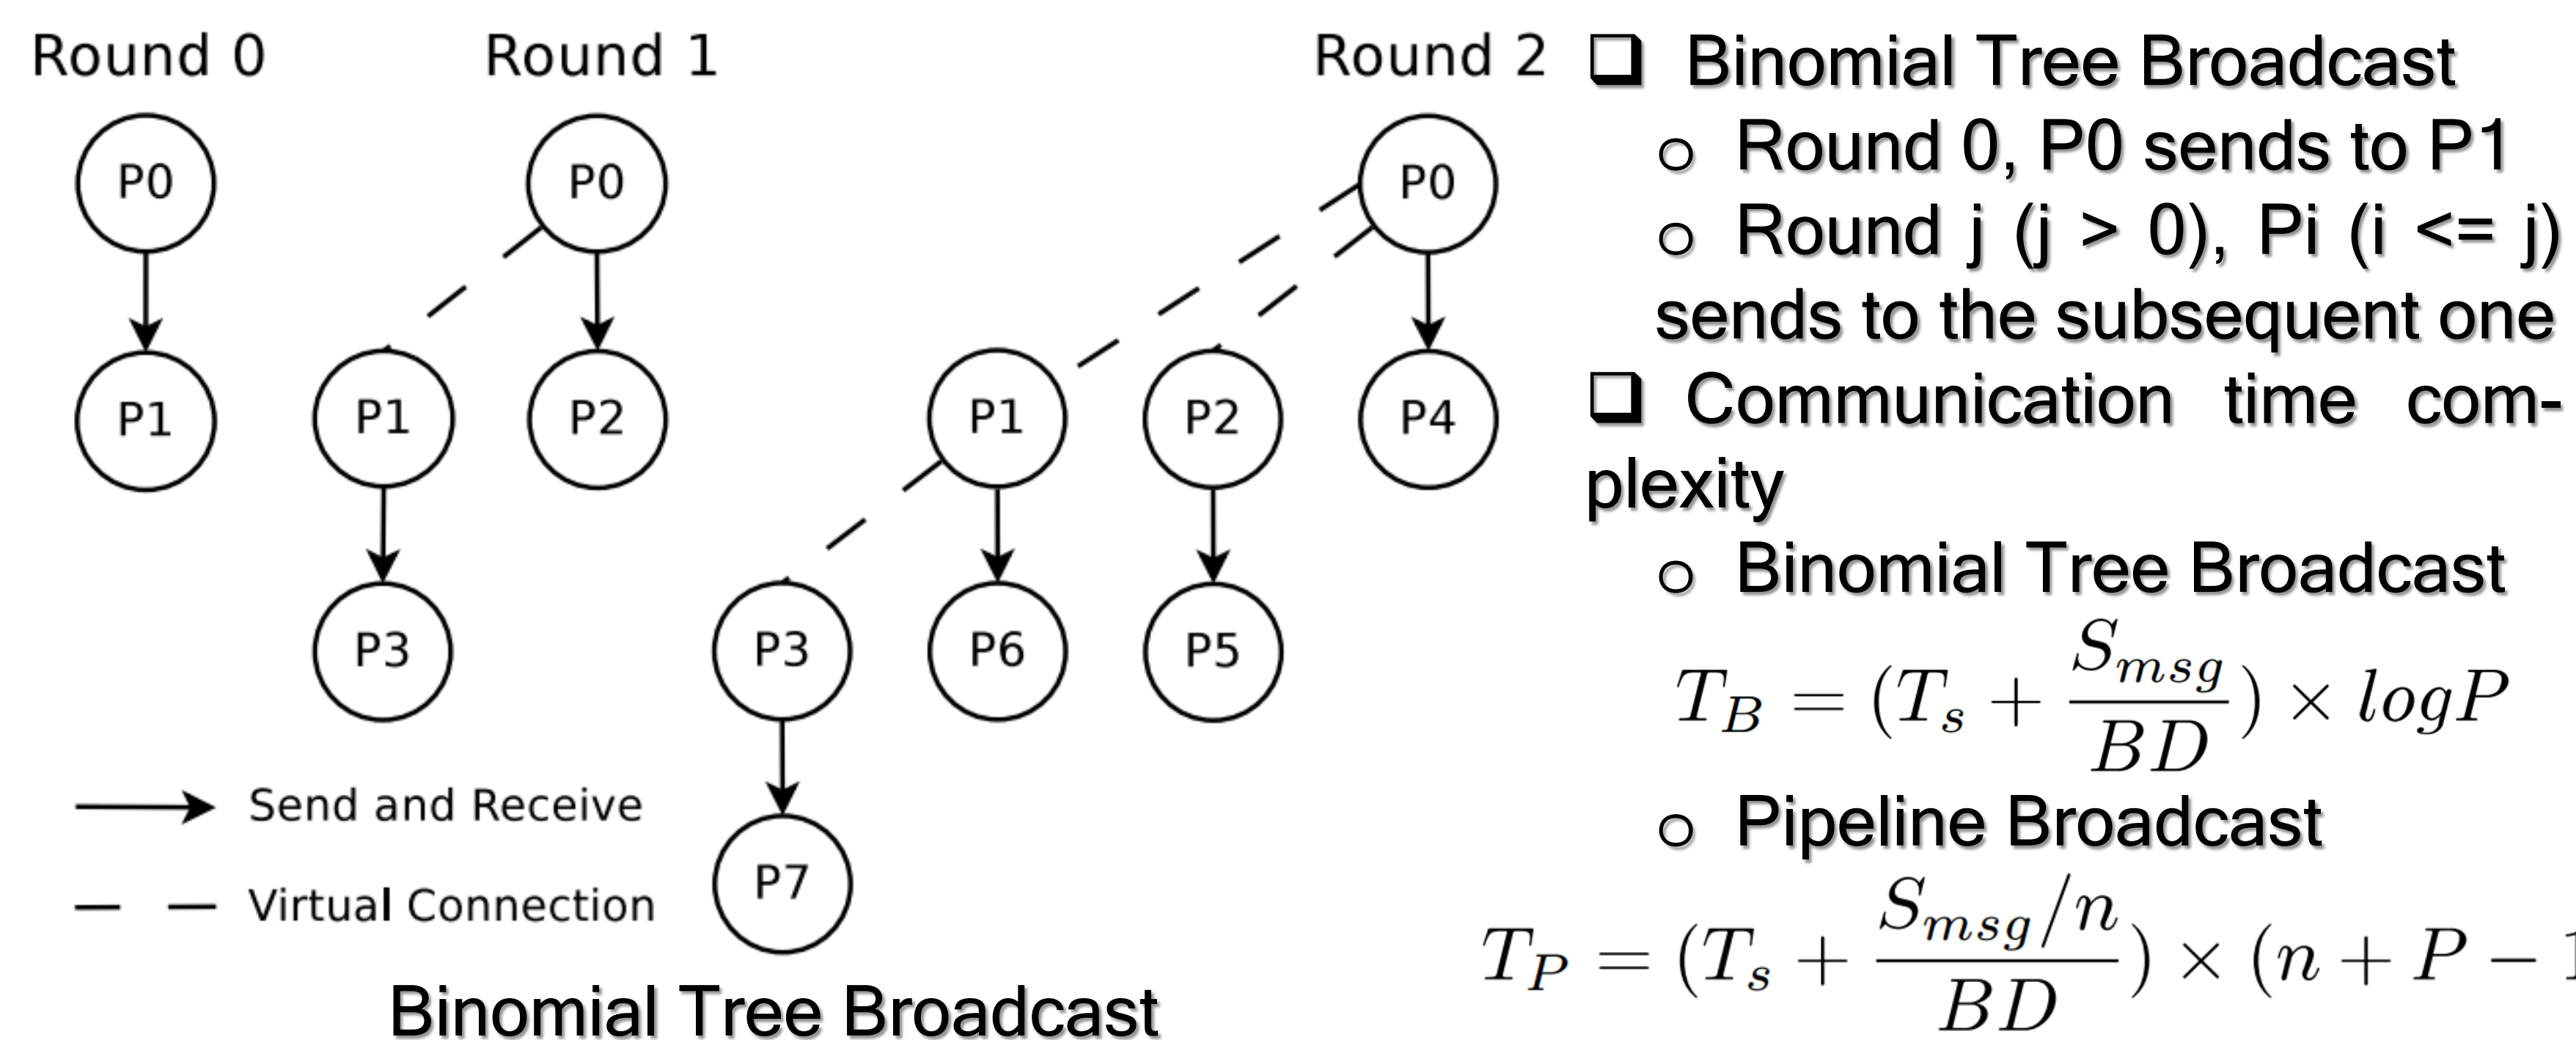 Round 0
Round 1
Round 2
P0
P0
P0
P1
P1
P2
P1
P2
P4
P3
P3
P6
P5
P7
Send and Receive
Virtual Connection
Binomial Tree Broadcast
❑ Binomial Tree Broadcast
o Round 0, P0 sends to P1
o Round j (j > 0), Pi (i <= j)
sends to the subsequent one
❑ Communication time com-
plexity
o Binomial Tree Broadcast
T_B = (T_s + S_msg / BD) × logP
o Pipeline Broadcast
T_P = (T_s + S_msg/n / BD) × (n + P − 1